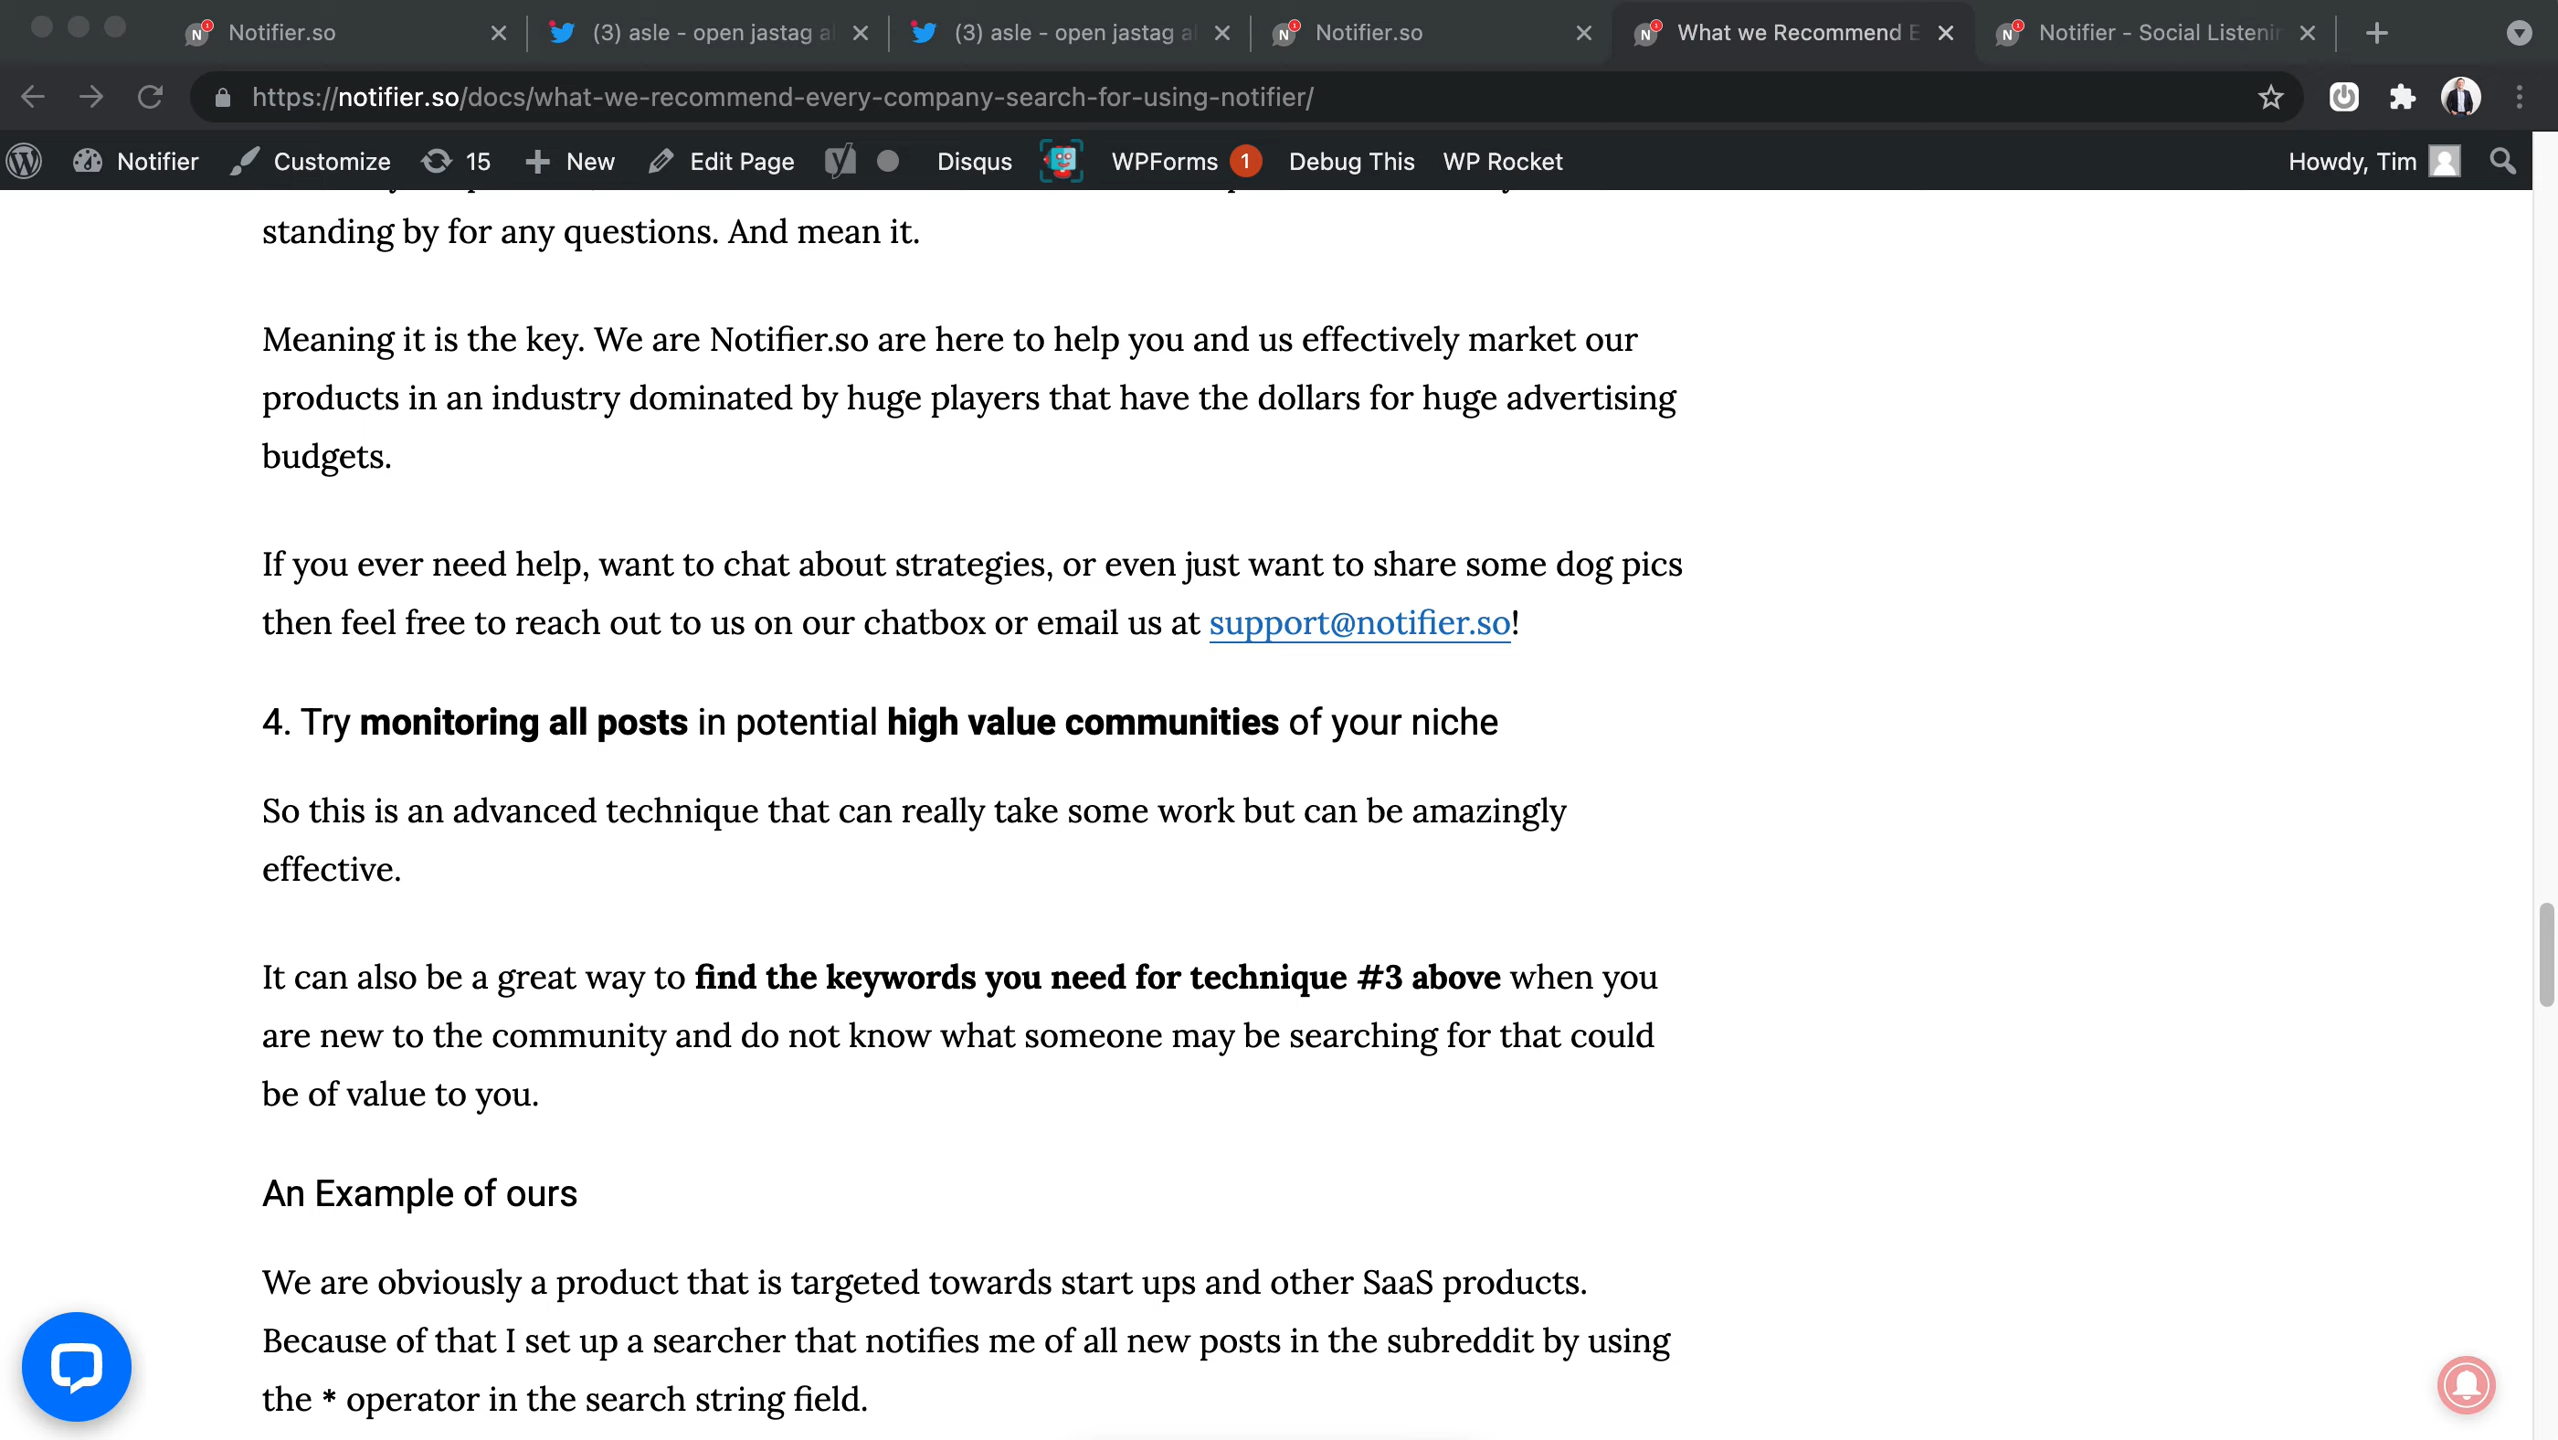 Notifier.so
(3) asle - open jastag al
(3) asle - open jastag al
Notifier.so
What we Recommend E
Notifier - Social Listenin
https://notifier.so/docs/what-we-recommend-every-company-search-for-using-notifier/
Notifier
Customize
15
New
Edit Page
Disqus
WPForms 1
Debug This
WP Rocket
Howdy, Tim
standing by for any questions. And mean it.
Meaning it is the key. We are Notifier.so are here to help you and us effectively market our
products in an industry dominated by huge players that have the dollars for huge advertising
budgets.
If you ever need help, want to chat about strategies, or even just want to share some dog pics
then feel free to reach out to us on our chatbox or email us at support@notifier.so!
4. Try monitoring all posts in potential high value communities of your niche
So this is an advanced technique that can really take some work but can be amazingly
effective.
It can also be a great way to find the keywords you need for technique #3 above when you
are new to the community and do not know what someone may be searching for that could
be of value to you.
An Example of ours
We are obviously a product that is targeted towards start ups and other SaaS products.
Because of that I set up a searcher that notifies me of all new posts in the subreddit by using
the * operator in the search string field.